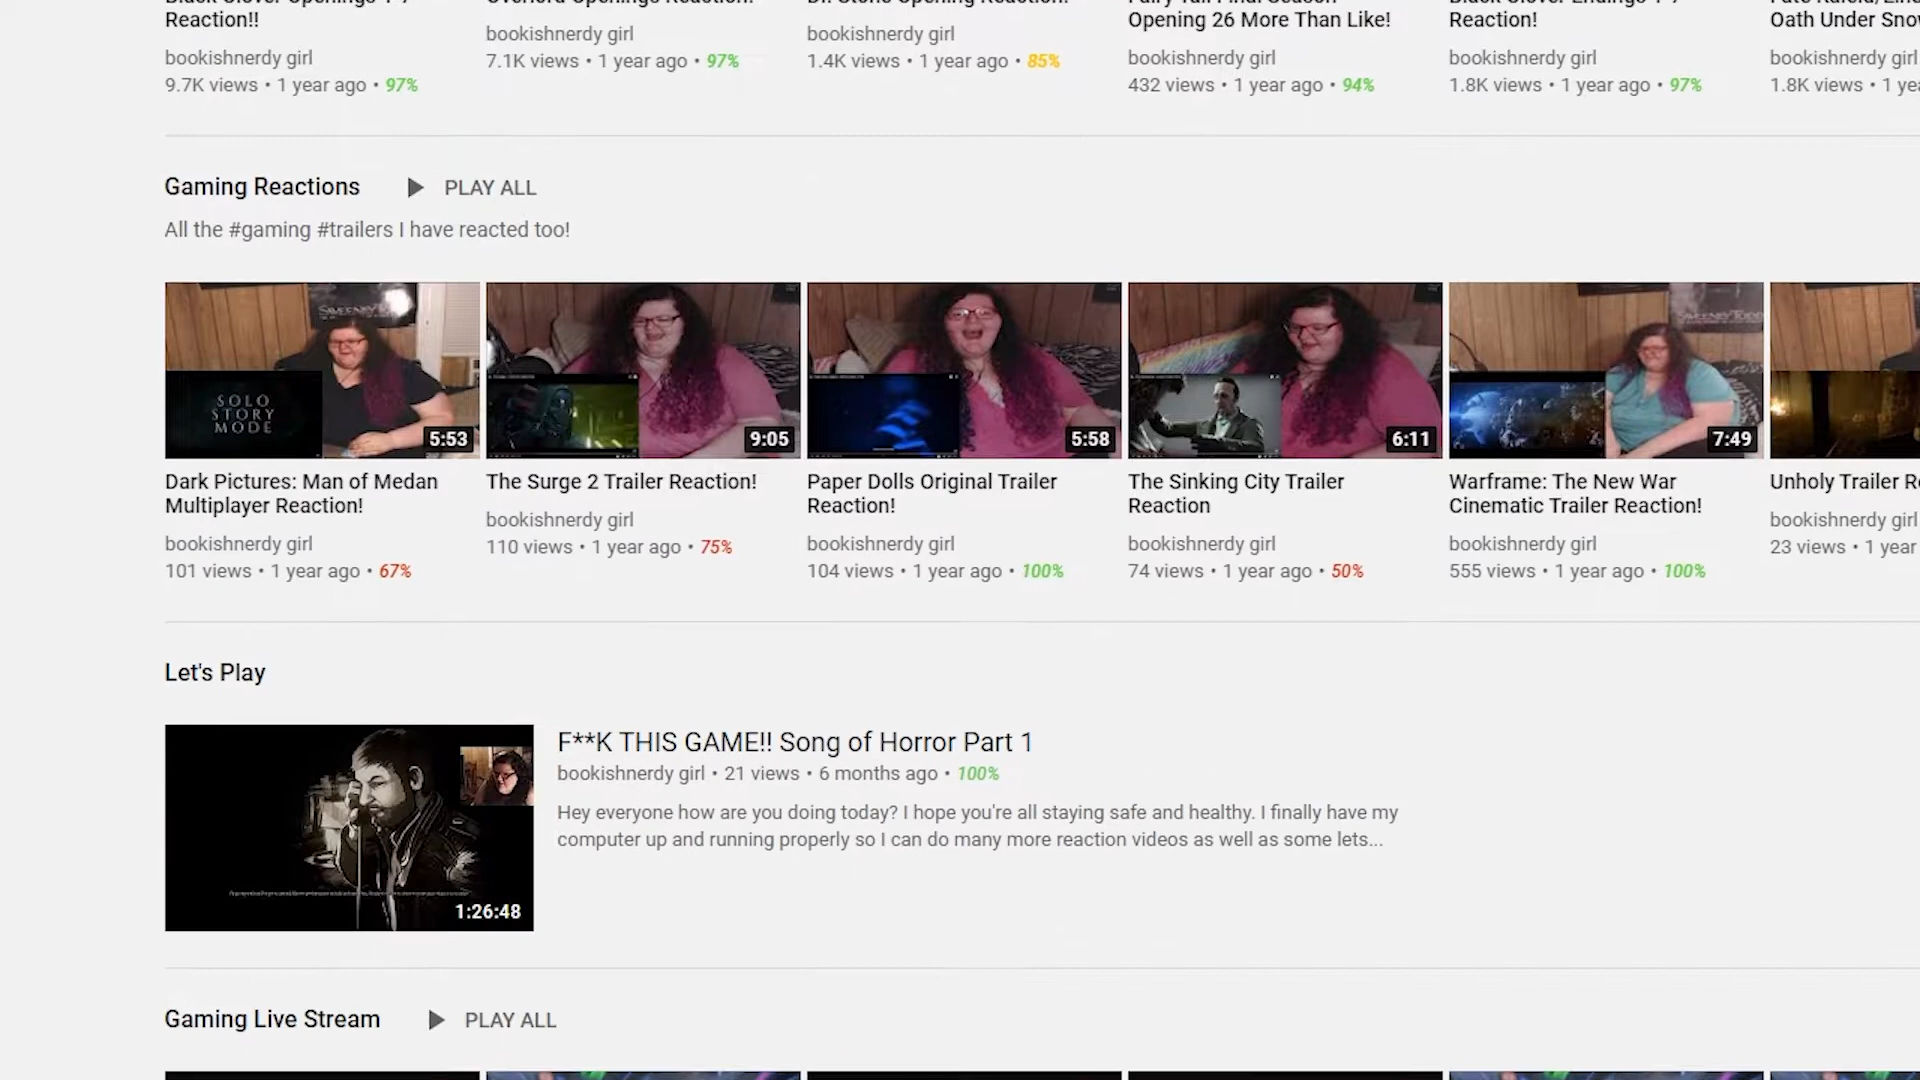 Reaction!!
Opening 26 More Than Like!
Reaction!
Oath Under Snow
bookishnerdy girl
bookishnerdy girl
bookishnerdy girl
bookishnerdy girl
bookishnerdy girl
bookishnerdy girl
9.7K views • 1 year ago • 97%
7.1K views • 1 year ago • 97%
1.4K views • 1 year ago • 85%
432 views • 1 year ago • 94%
1.8K views • 1 year ago • 97%
1.8K views • 1 ye
Gaming Reactions
PLAY ALL
All the #gaming #trailers I have reacted too!
SWEENEY TODD
SOLO
STORY
MODE
5:53
9:05
5:58
6:11
SWEENEY TODD
7:49
Dark Pictures: Man of Medan
Multiplayer Reaction!
bookishnerdy girl
101 views • 1 year ago • 67%
The Surge 2 Trailer Reaction!
bookishnerdy girl
110 views • 1 year ago • 75%
Paper Dolls Original Trailer
Reaction!
bookishnerdy girl
104 views • 1 year ago • 100%
The Sinking City Trailer
Reaction
bookishnerdy girl
74 views • 1 year ago • 50%
Warframe: The New War
Cinematic Trailer Reaction!
bookishnerdy girl
555 views • 1 year ago • 100%
Unholy Trailer R
bookishnerdy girl
23 views • 1 year
Let's Play
1:26:48
F**K THIS GAME!! Song of Horror Part 1
bookishnerdy girl • 21 views • 6 months ago • 100%
Hey everyone how are you doing today? I hope you're all staying safe and healthy. I finally have my
computer up and running properly so I can do many more reaction videos as well as some lets...
Gaming Live Stream
PLAY ALL